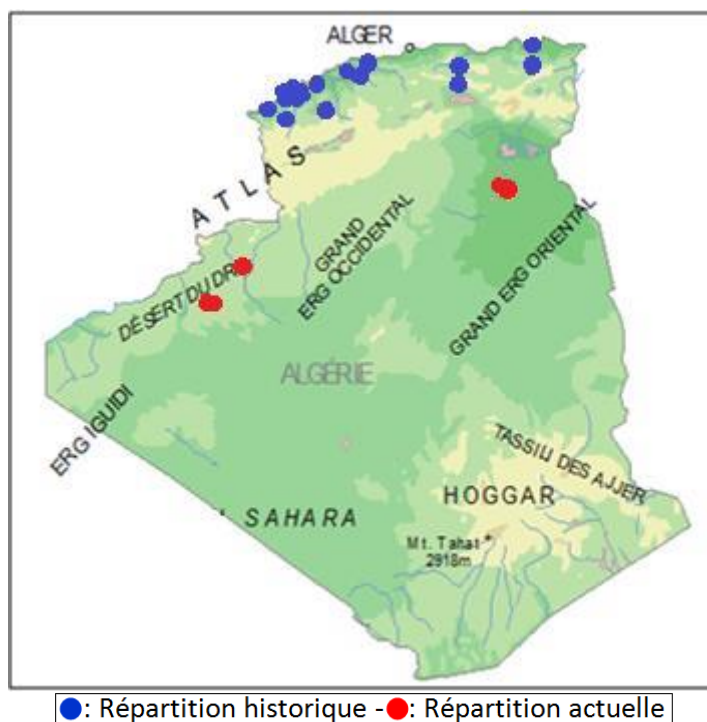 ALGER
ATLAS
GRAND
ERG OCCIDENTAL
DÉSERT DU DR
GRAND ERG ORIENTAL
ALGÉRIE
ERG IGUIDI
TASSILI DES AJJER
HOGGAR
SAHARA
Mt. Tahat
2918m
: Répartition historique - : Répartition actuelle